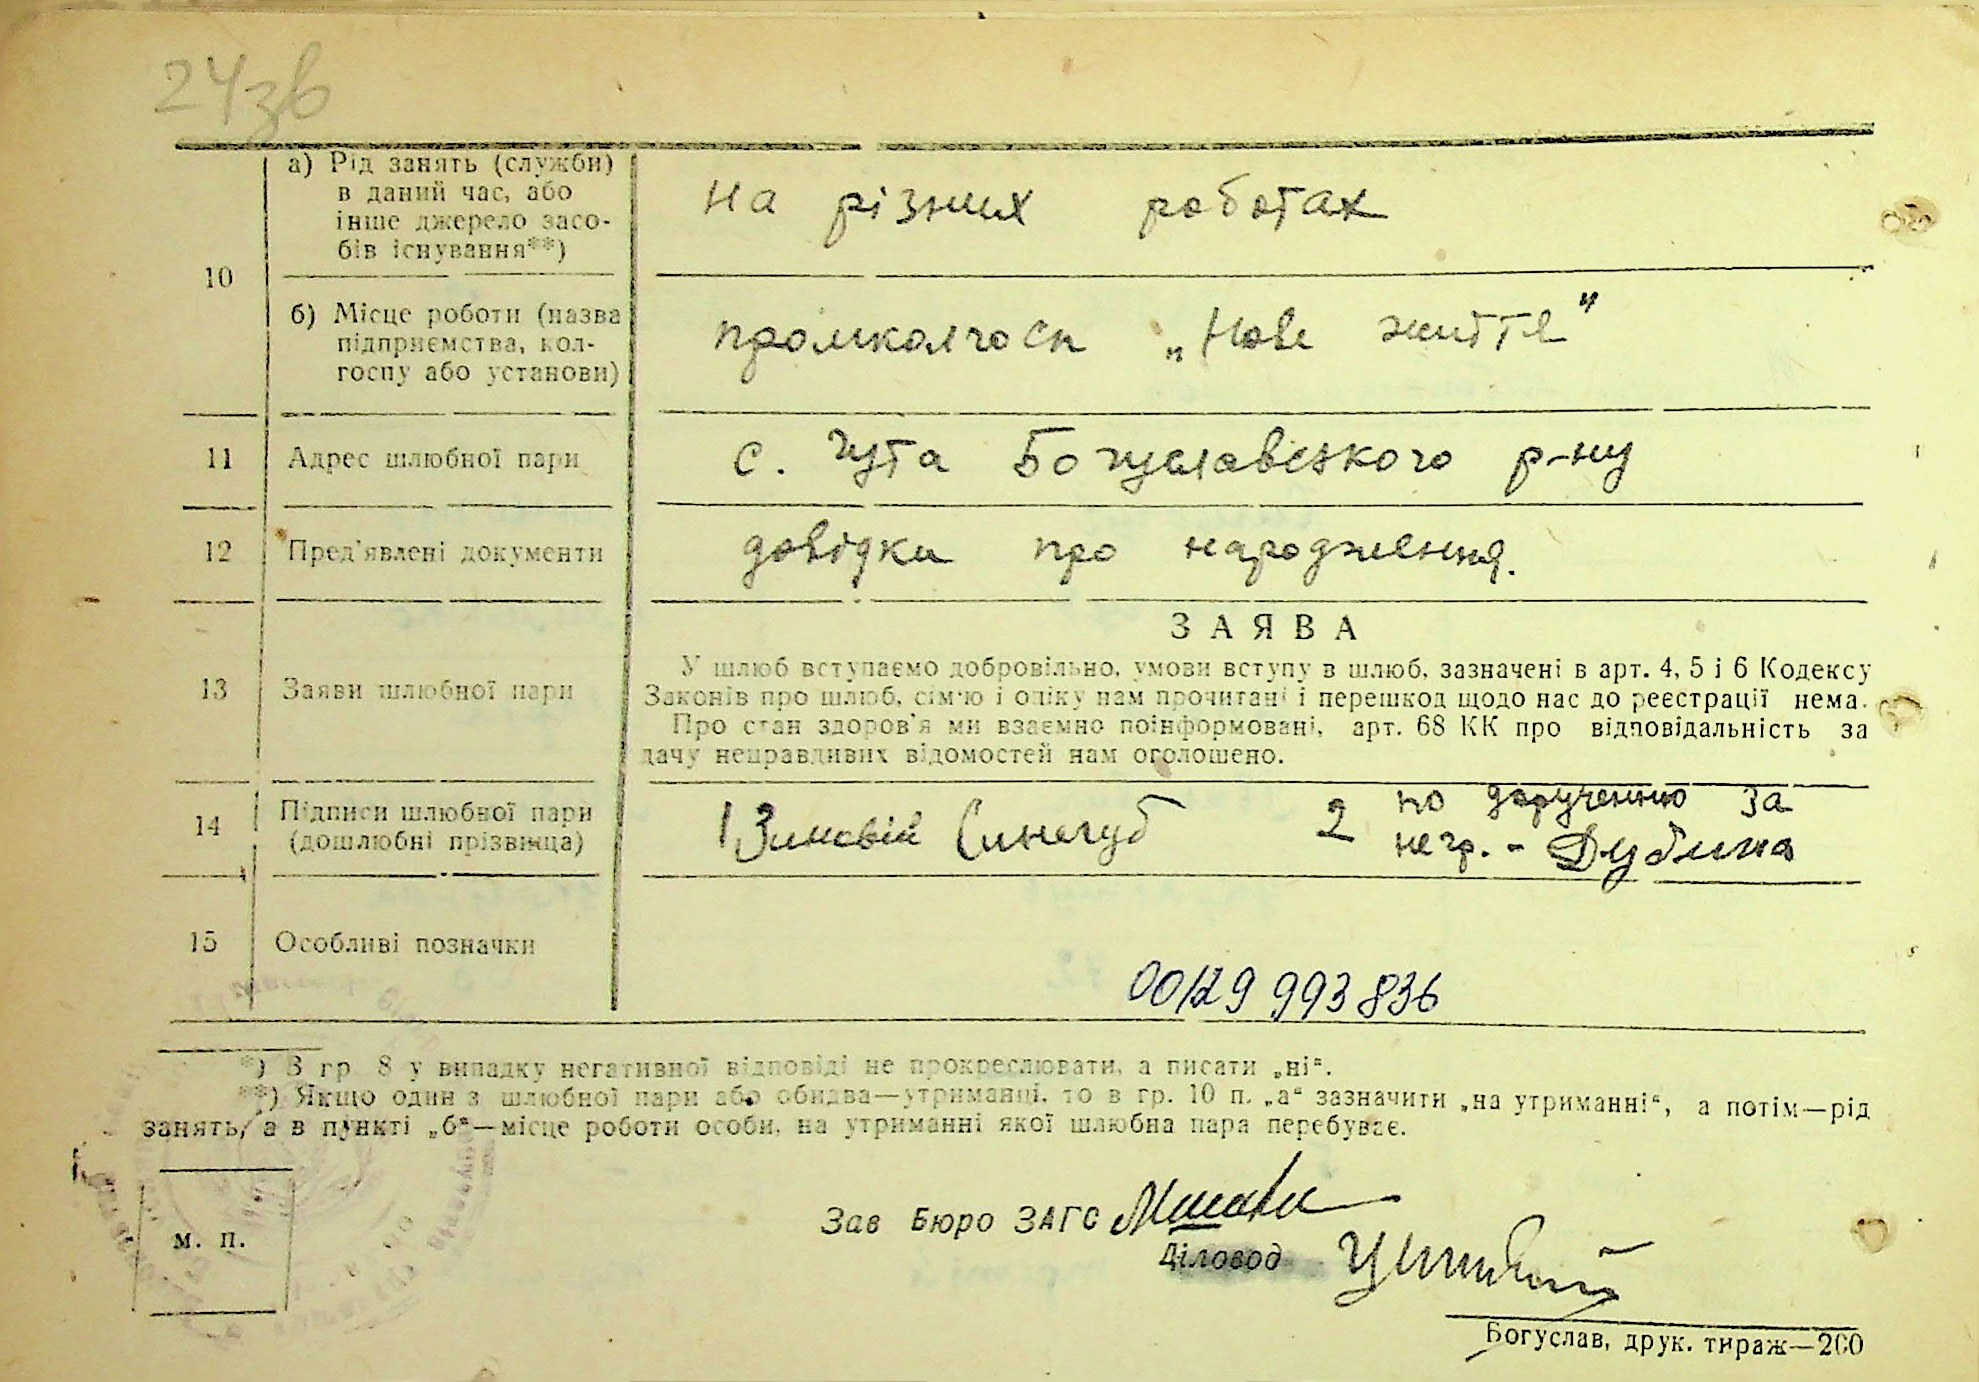 24зв
а) Рід занять (служби)
в даний час, або
інше джерело засо-
бів існування**)
на різних роботах
10
б) Місце роботи (назва
підприємства, кол-
госпу або установи)
промколгосп „Нове життя"
11 Адрес шлюбної пари с. Чута Богуславського р-ну
12 Пред'явлені документи довідки про народження.
13 Заяви шлюбної пари
ЗАЯВА
У шлюб вступаємо добровільно, умови вступу в шлюб, зазначені в арт. 4, 5 і 6 Кодексу
Законів про шлюб, сім'ю і опіку нам прочитані і перешкод щодо нас до реєстрації нема.
Про стан здоров'я ми взаємно поінформовані, арт. 68 КК про відповідальність за
дачу неправдивих відомостей нам оголошено.
14 Підписи шлюбної пари
(дошлюбні прізвища)
1 Зиновій Синегуб 2 по дорученню за
негр. - Дубина
15 Особливі позначки
00129 993 836
*) В гр 8 у випадку негативної відповіді не прокреслювати, а писати „ні“.
**) Якщо один з шлюбної пари або обидва—утриманці, то в гр. 10 п. „а“ зазначити „на утриманні“, а потім—рід
занять, а в пункті „б“—місце роботи особи, на утриманні якої шлюбна пара перебуває.
М. П.
Зав Бюро ЗАГС
Діловод
Богуслав, друк. тираж—200